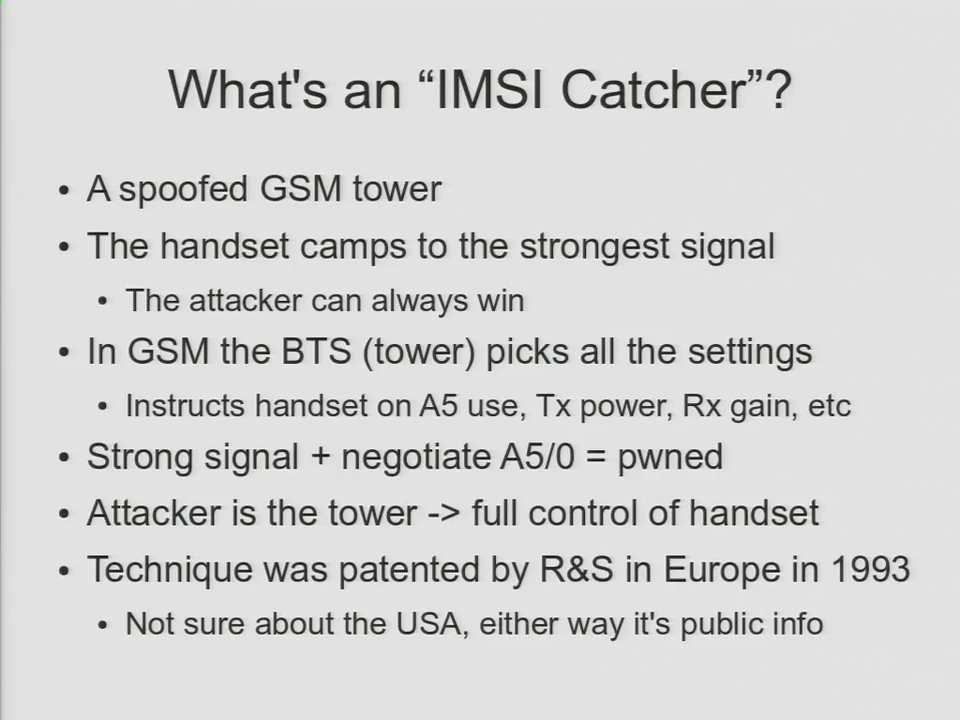 What's an “IMSI Catcher”?
• A spoofed GSM tower
• The handset camps to the strongest signal
• The attacker can always win
• In GSM the BTS (tower) picks all the settings
• Instructs handset on A5 use, Tx power, Rx gain, etc
• Strong signal + negotiate A5/0 = pwned
• Attacker is the tower -> full control of handset
• Technique was patented by R&S in Europe in 1993
• Not sure about the USA, either way it's public info